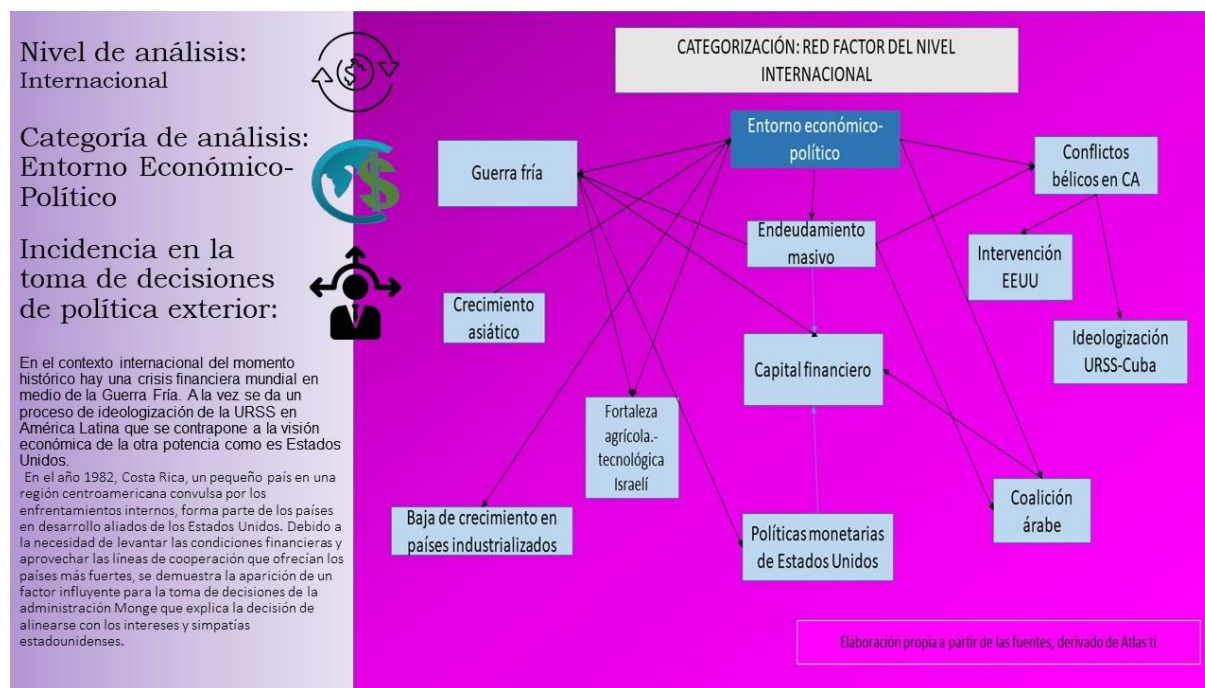 Nivel de análisis:
Internacional
Categoría de análisis:
Entorno Económico-
Político
Incidencia en la
toma de decisiones
de política exterior:
En el contexto internacional del momento
histórico hay una crisis financiera mundial en
medio de la Guerra Fría. A la vez se da un
proceso de ideologización de la URSS en
América Latina que se contrapone a la visión
económica de la otra potencia como es Estados
Unidos.
En el año 1982, Costa Rica, un pequeño país en una
región centroamericana convulsa por los
enfrentamientos internos, forma parte de los países
en desarrollo aliados de los Estados Unidos. Debido a
la necesidad de levantar las condiciones financieras y
aprovechar las líneas de cooperación que ofrecían los
países más fuertes, se demuestra la aparición de un
factor influyente para la toma de decisiones de la
administración Monge que explica la decisión de
alinearse con los intereses y simpatías
estadounidenses.
CATEGORIZACIÓN: RED FACTOR DEL NIVEL
INTERNACIONAL
Entorno económico-
político
Guerra fría
Conflictos
bélicos en CA
Endeudamiento
masivo
Intervención
EEUU
Crecimiento
asiático
Ideologización
URSS-Cuba
Capital financiero
Fortaleza
agrícola.-
tecnológica
Israelí
Coalición
árabe
Baja de crecimiento en
países industrializados
Políticas monetarias
de Estados Unidos
Elaboración propia a partir de las fuentes, derivado de Atlas ti